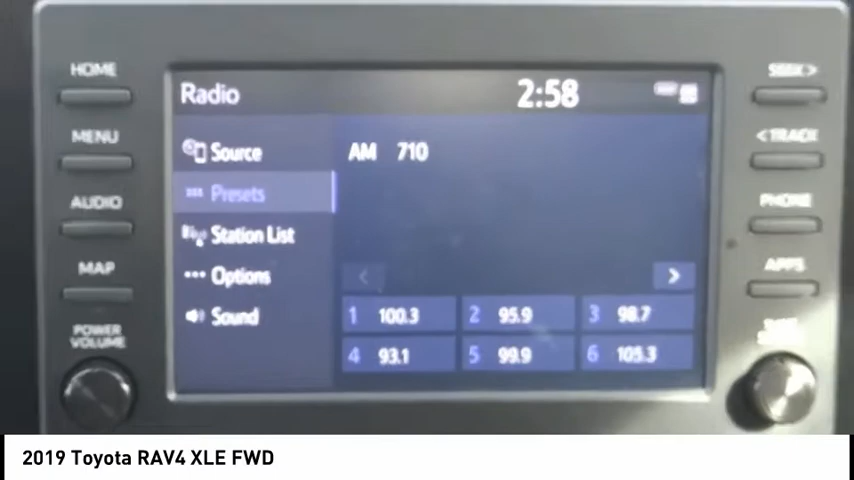 HOME
SEEK >
Radio
2:58
MENU
< TRACK
Source
AM 710
Presets
AUDIO
PHONE
Station List
MAP
APPS
Options
1 100.3
2 95.9
3 98.7
Sound
POWER
VOLUME
4 93.1
5 99.9
6 105.3
2019 Toyota RAV4 XLE FWD